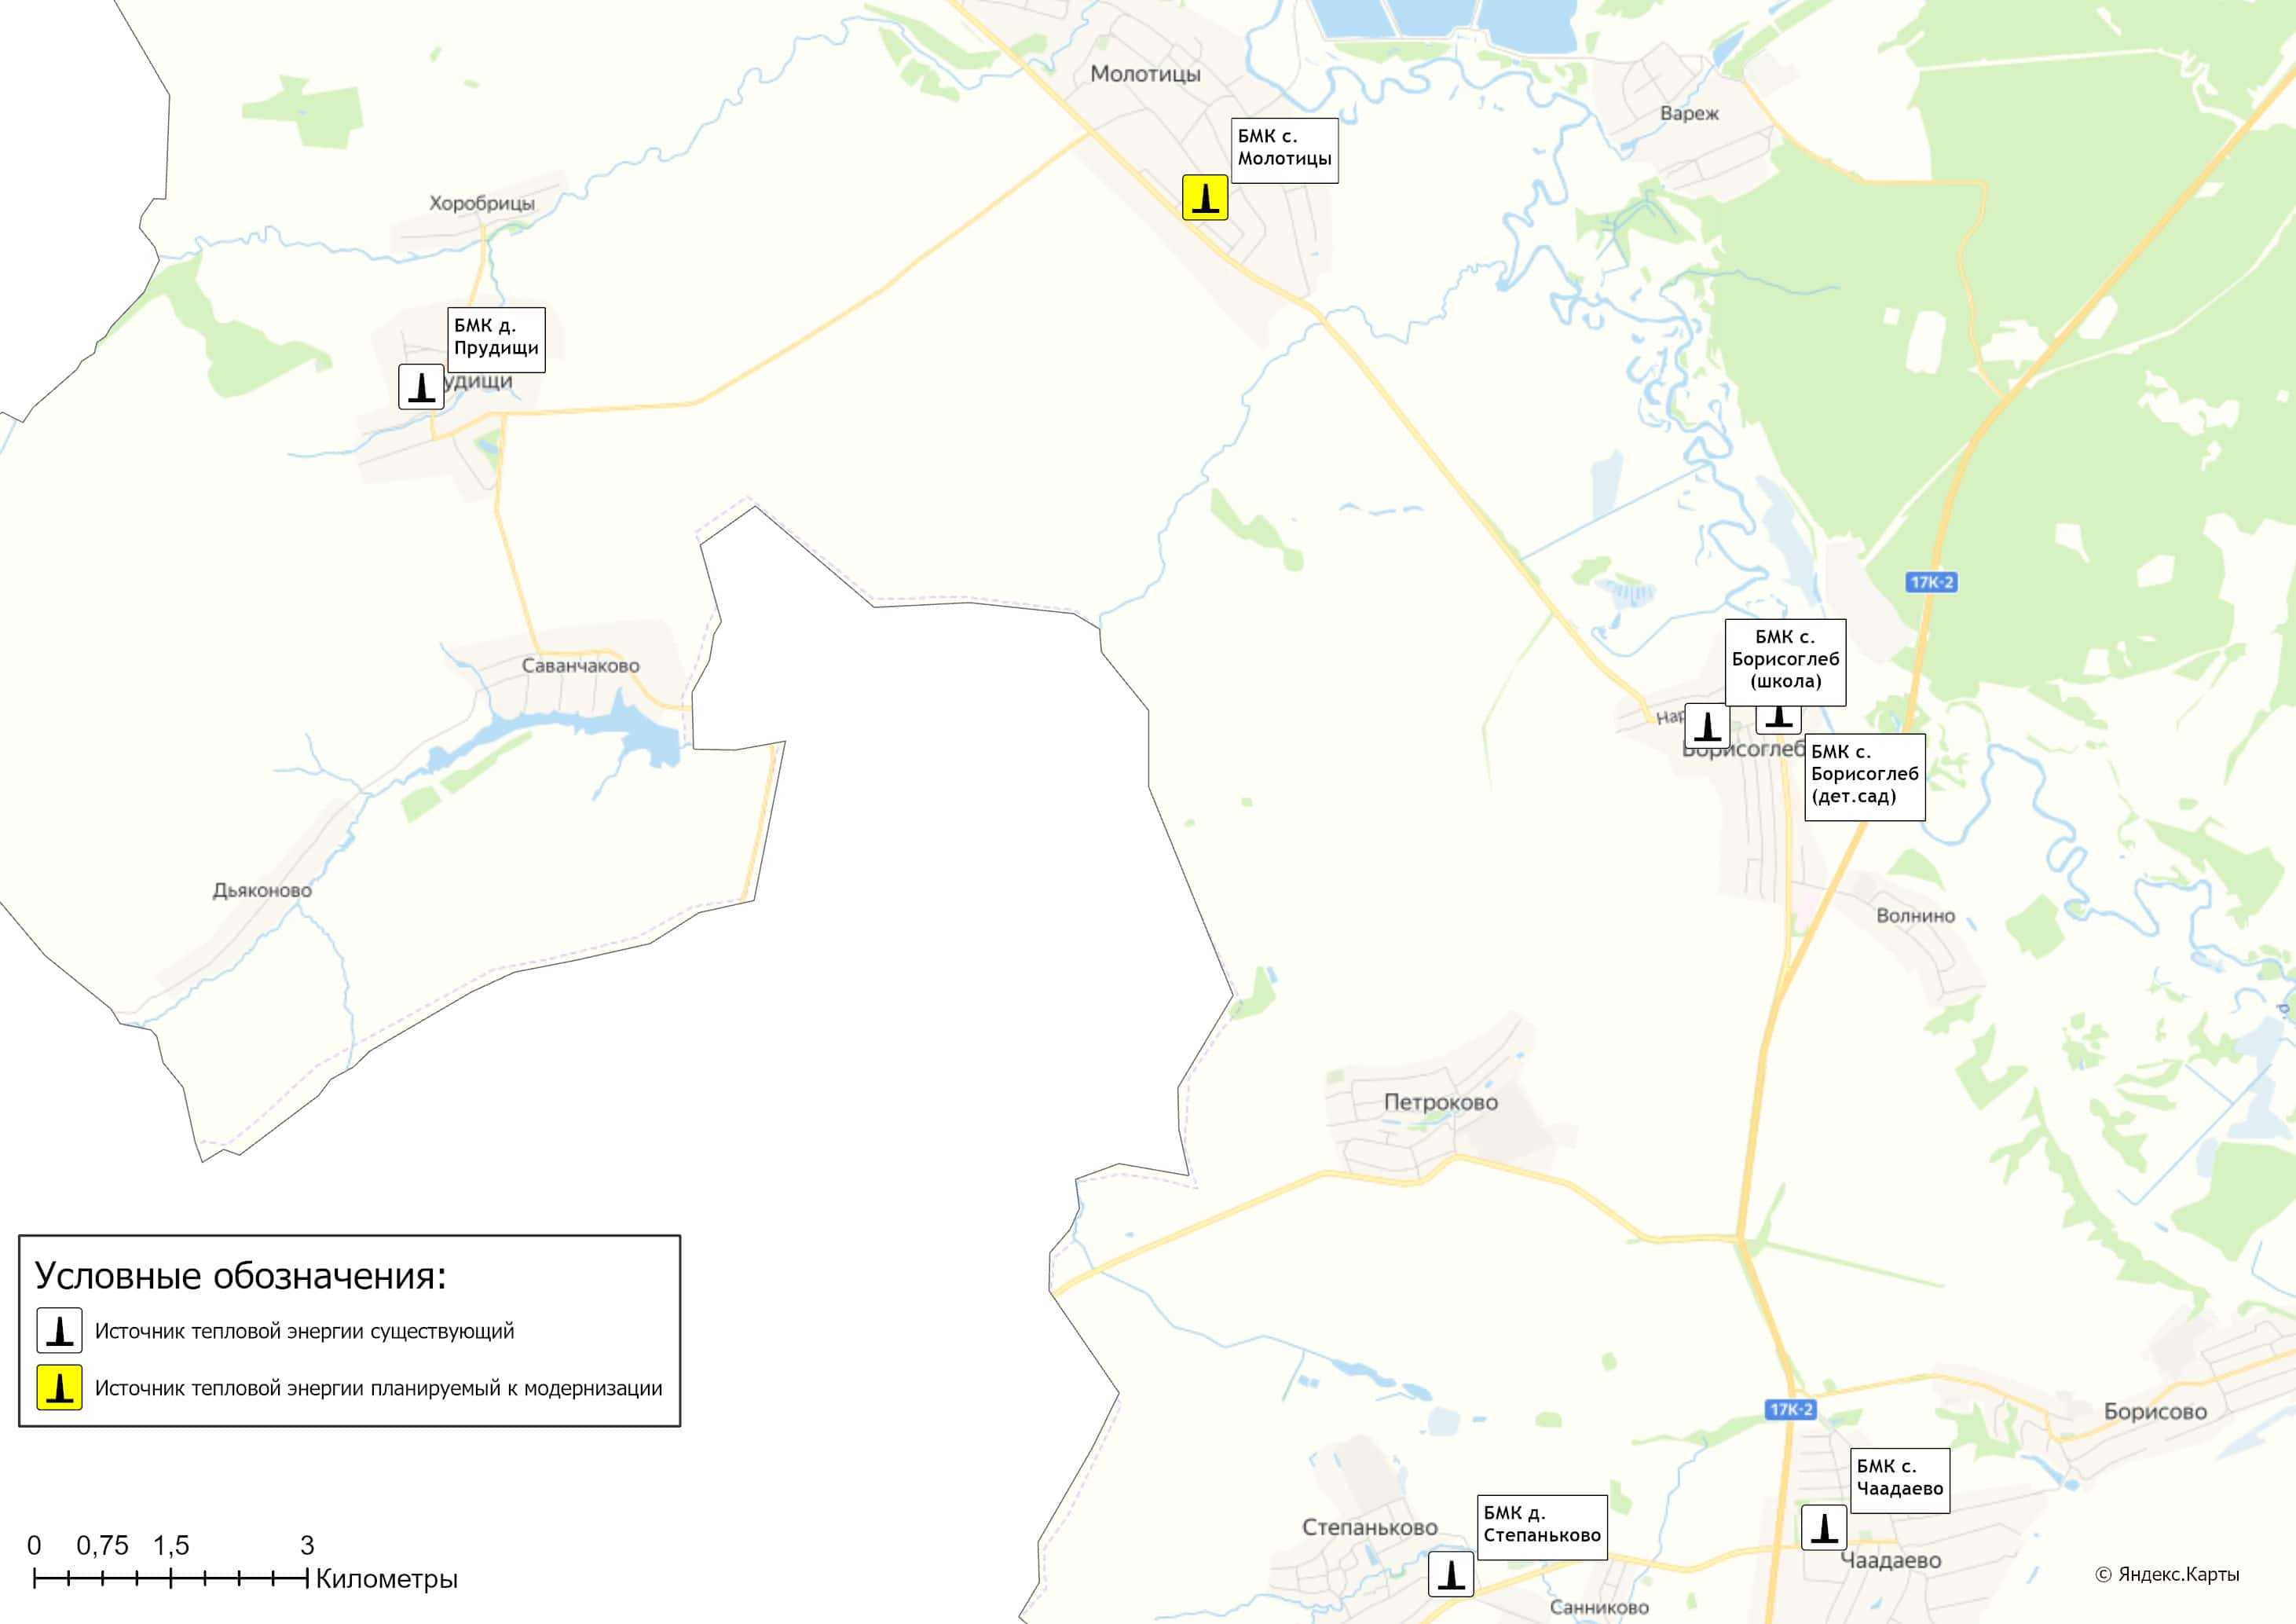 Молотицы
Вареж
БМК с.
Молотицы
Хоробрицы
БМК д.
Прудищи
удищи
17К-2
БМК с.
Борисоглеб
(школа)
Саванчаково
Нар
Борисоглеб
БМК с.
Борисоглеб
(дет.сад)
Дьяконово
Волнино
р.
Петроково
Условные обозначения:
Источник тепловой энергии существующий
Источник тепловой энергии планируемый к модернизации
17К-2
Борисово
БМК с.
Чаадаево
БМК д.
Степаньково
Степаньково
Чаадаево
Санниково
0 0,75 1,5 3
Километры
© Яндекс.Карты